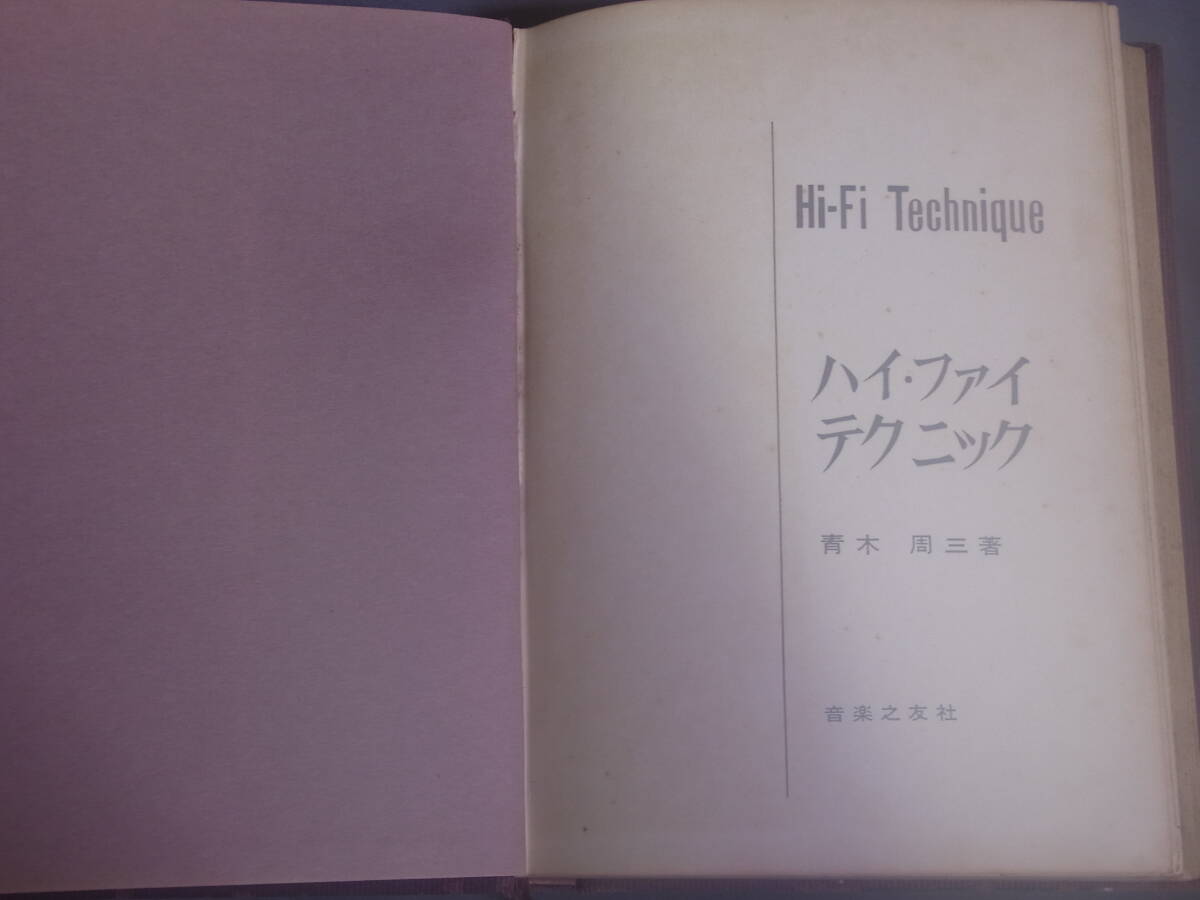 Hi-Fi Technique
ハイ・ファイ
テクニック
青木 周三著
音楽之友社